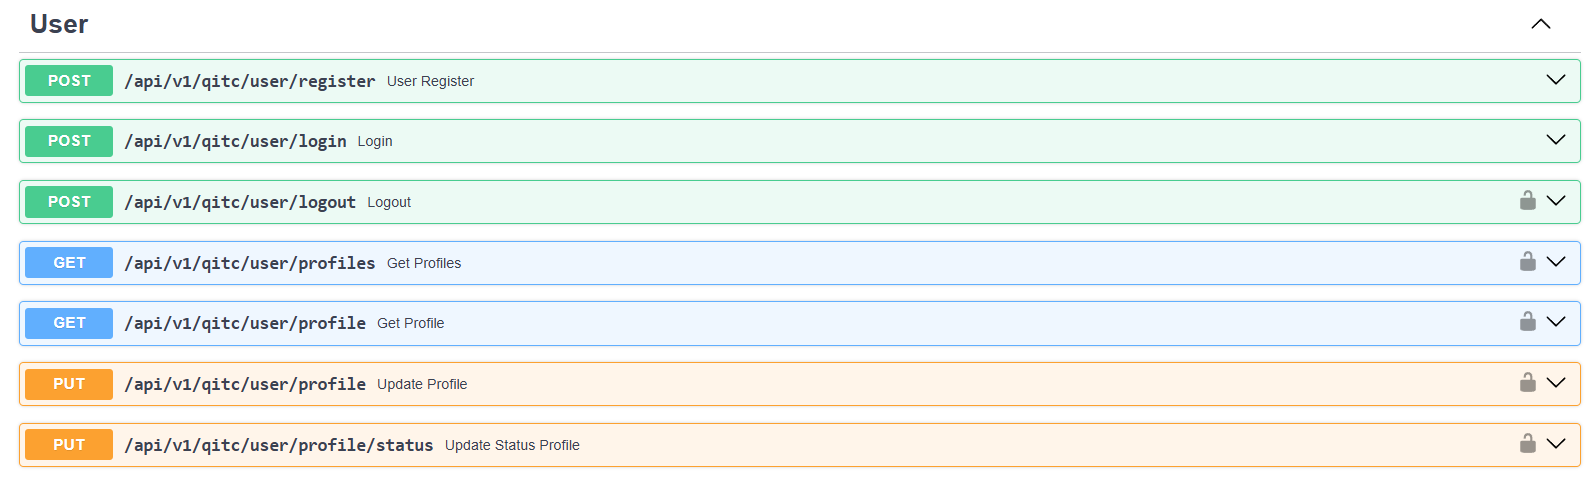 User
POST /api/v1/qitc/user/register User Register
POST /api/v1/qitc/user/login Login
POST /api/v1/qitc/user/logout Logout
GET /api/v1/qitc/user/profiles Get Profiles
GET /api/v1/qitc/user/profile Get Profile
PUT /api/v1/qitc/user/profile Update Profile
PUT /api/v1/qitc/user/profile/status Update Status Profile